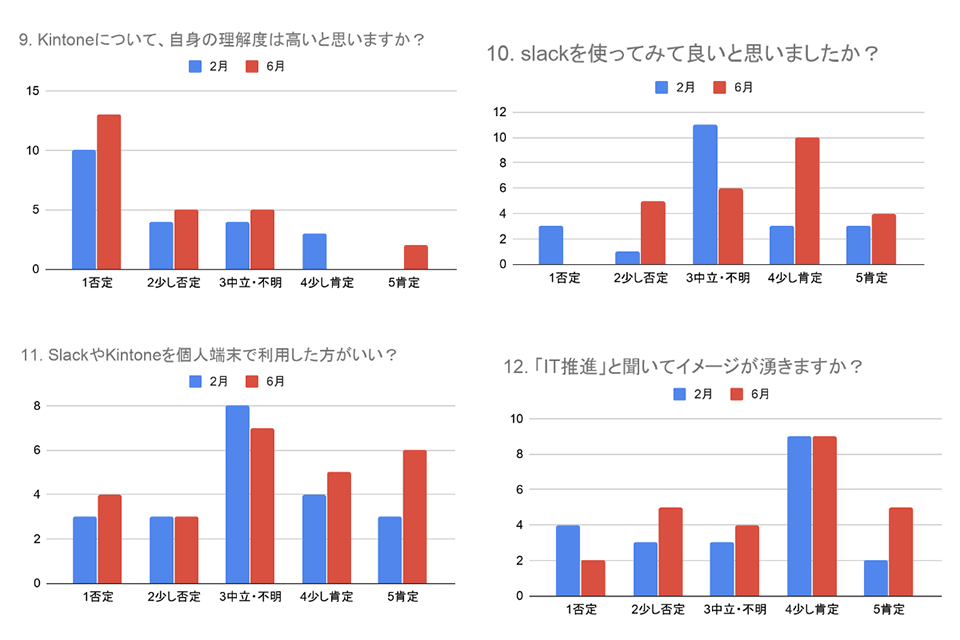 9. Kintoneについて、自身の理解度は高いと思いますか？
2月 6月
15
10
5
0
1否定 2少し否定 3中立・不明 4少し肯定 5肯定
10. slackを使ってみて良いと思いましたか？
2月 6月
12
10
8
6
4
2
0
1否定 2少し否定 3中立・不明 4少し肯定 5肯定
11. SlackやKintoneを個人端末で利用した方がいい？
2月 6月
8
6
4
2
0
1否定 2少し否定 3中立・不明 4少し肯定 5肯定
12. 「IT推進」と聞いてイメージが湧きますか？
2月 6月
10
8
6
4
2
0
1否定 2少し否定 3中立・不明 4少し肯定 5肯定